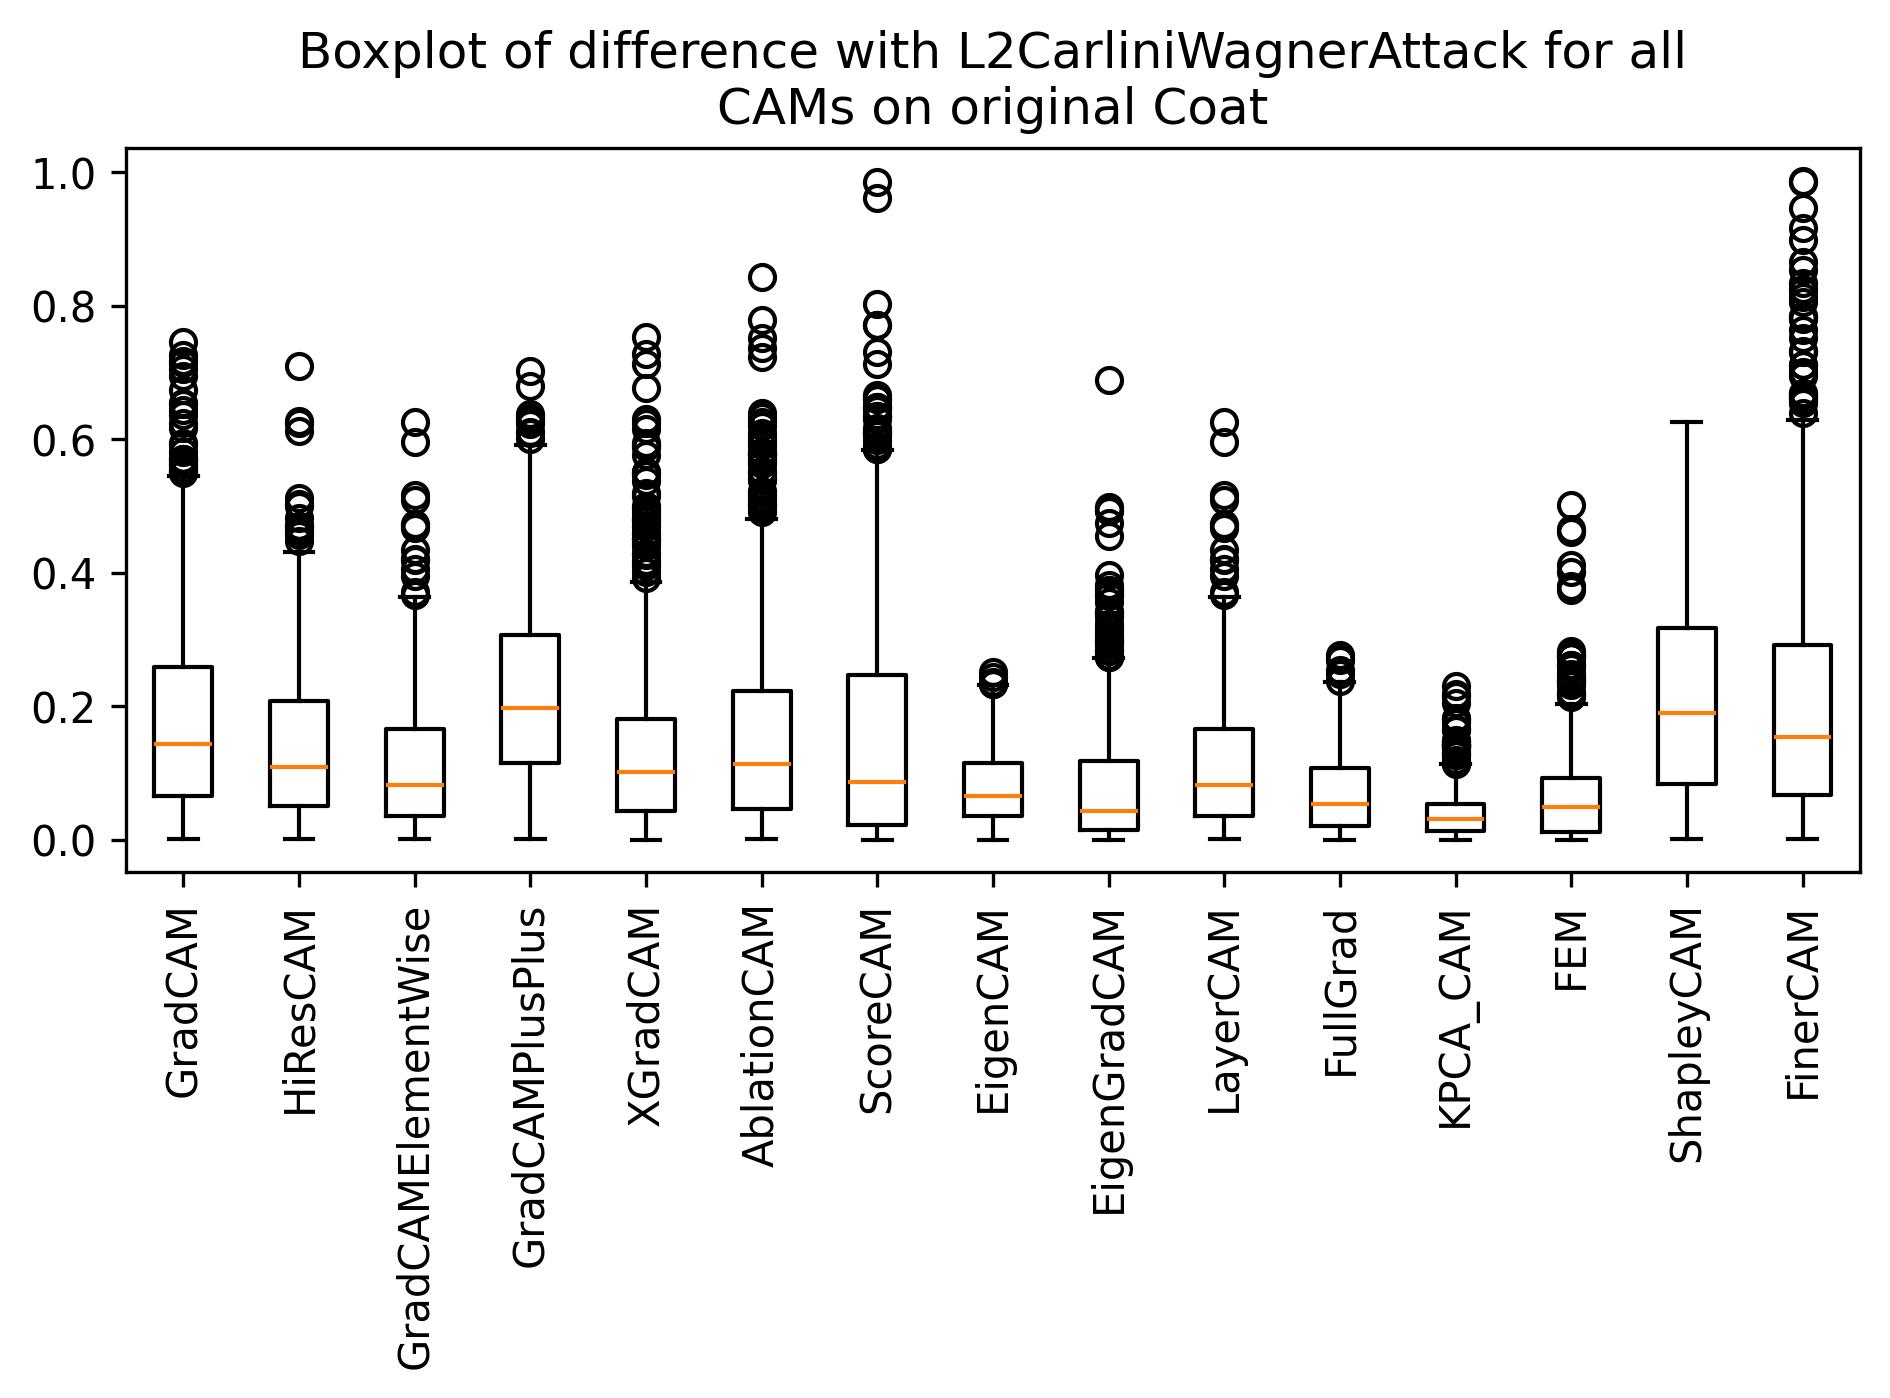 Boxplot of difference with L2CarliniWagnerAttack for all
CAMs on original Coat
1.0
0.8
0.6
0.4
0.2
0.0
GradCAM
HiResCAM
GradCAMElementWise
GradCAMPlusPlus
XGradCAM
AblationCAM
ScoreCAM
EigenCAM
EigenGradCAM
LayerCAM
FullGrad
KPCA_CAM
FEM
ShapleyCAM
FinerCAM